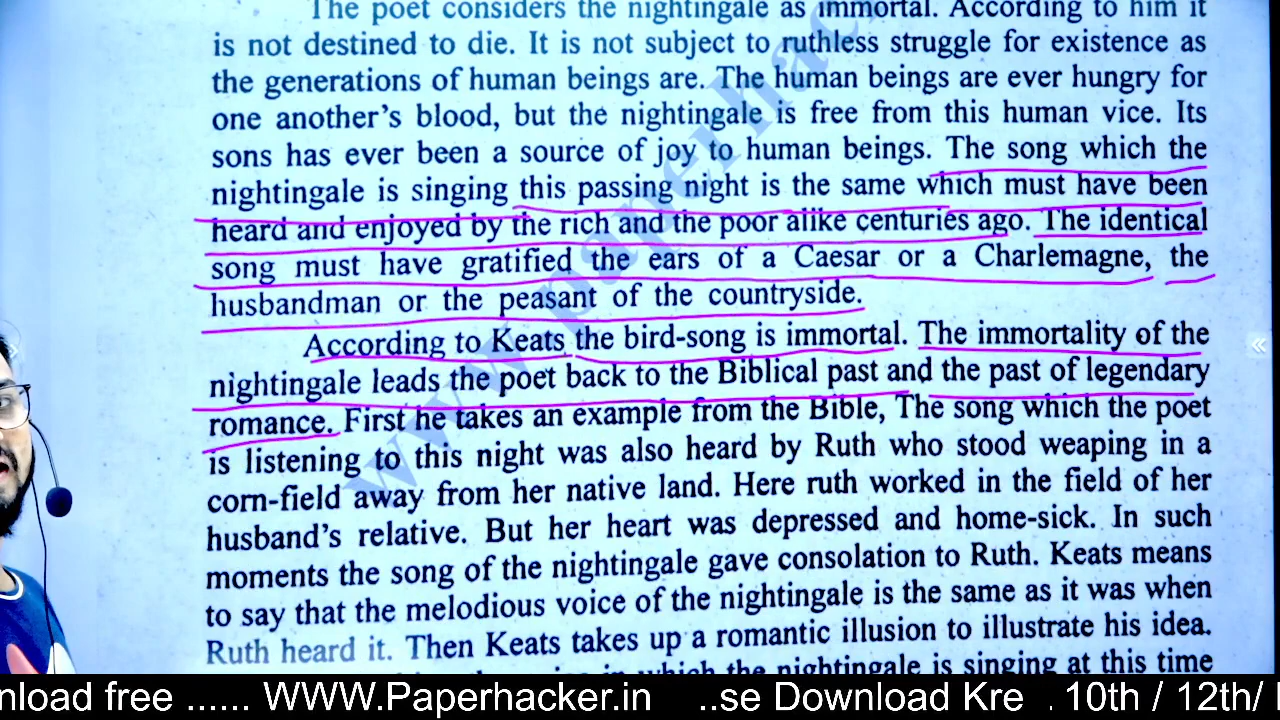 The poet considers the nightingale as immortal. According to him it
is not destined to die. It is not subject to ruthless struggle for existence as
the generations of human beings are. The human beings are ever hungry for
one another's blood, but the nightingale is free from this human vice. Its
sons has ever been a source of joy to human beings. The song which the
nightingale is singing this passing night is the same which must have been
heard and enjoyed by the rich and the poor alike centuries ago. The identical
song must have gratified the ears of a Caesar or a Charlemagne, the
husbandman or the peasant of the countryside.
According to Keats the bird-song is immortal. The immortality of the
nightingale leads the poet back to the Biblical past and the past of legendary
romance. First he takes an example from the Bible, The song which the poet
is listening to this night was also heard by Ruth who stood weaping in a
corn-field away from her native land. Here ruth worked in the field of her
husband's relative. But her heart was depressed and home-sick. In such
moments the song of the nightingale gave consolation to Ruth. Keats means
to say that the melodious voice of the nightingale is the same as it was when
Ruth heard it. Then Keats takes up a romantic illusion to illustrate his idea.
in which the nightingale is singing at this time
www paperhac
nload free ...... WWW.Paperhacker.in ..se Download Kre . 10th / 12th/